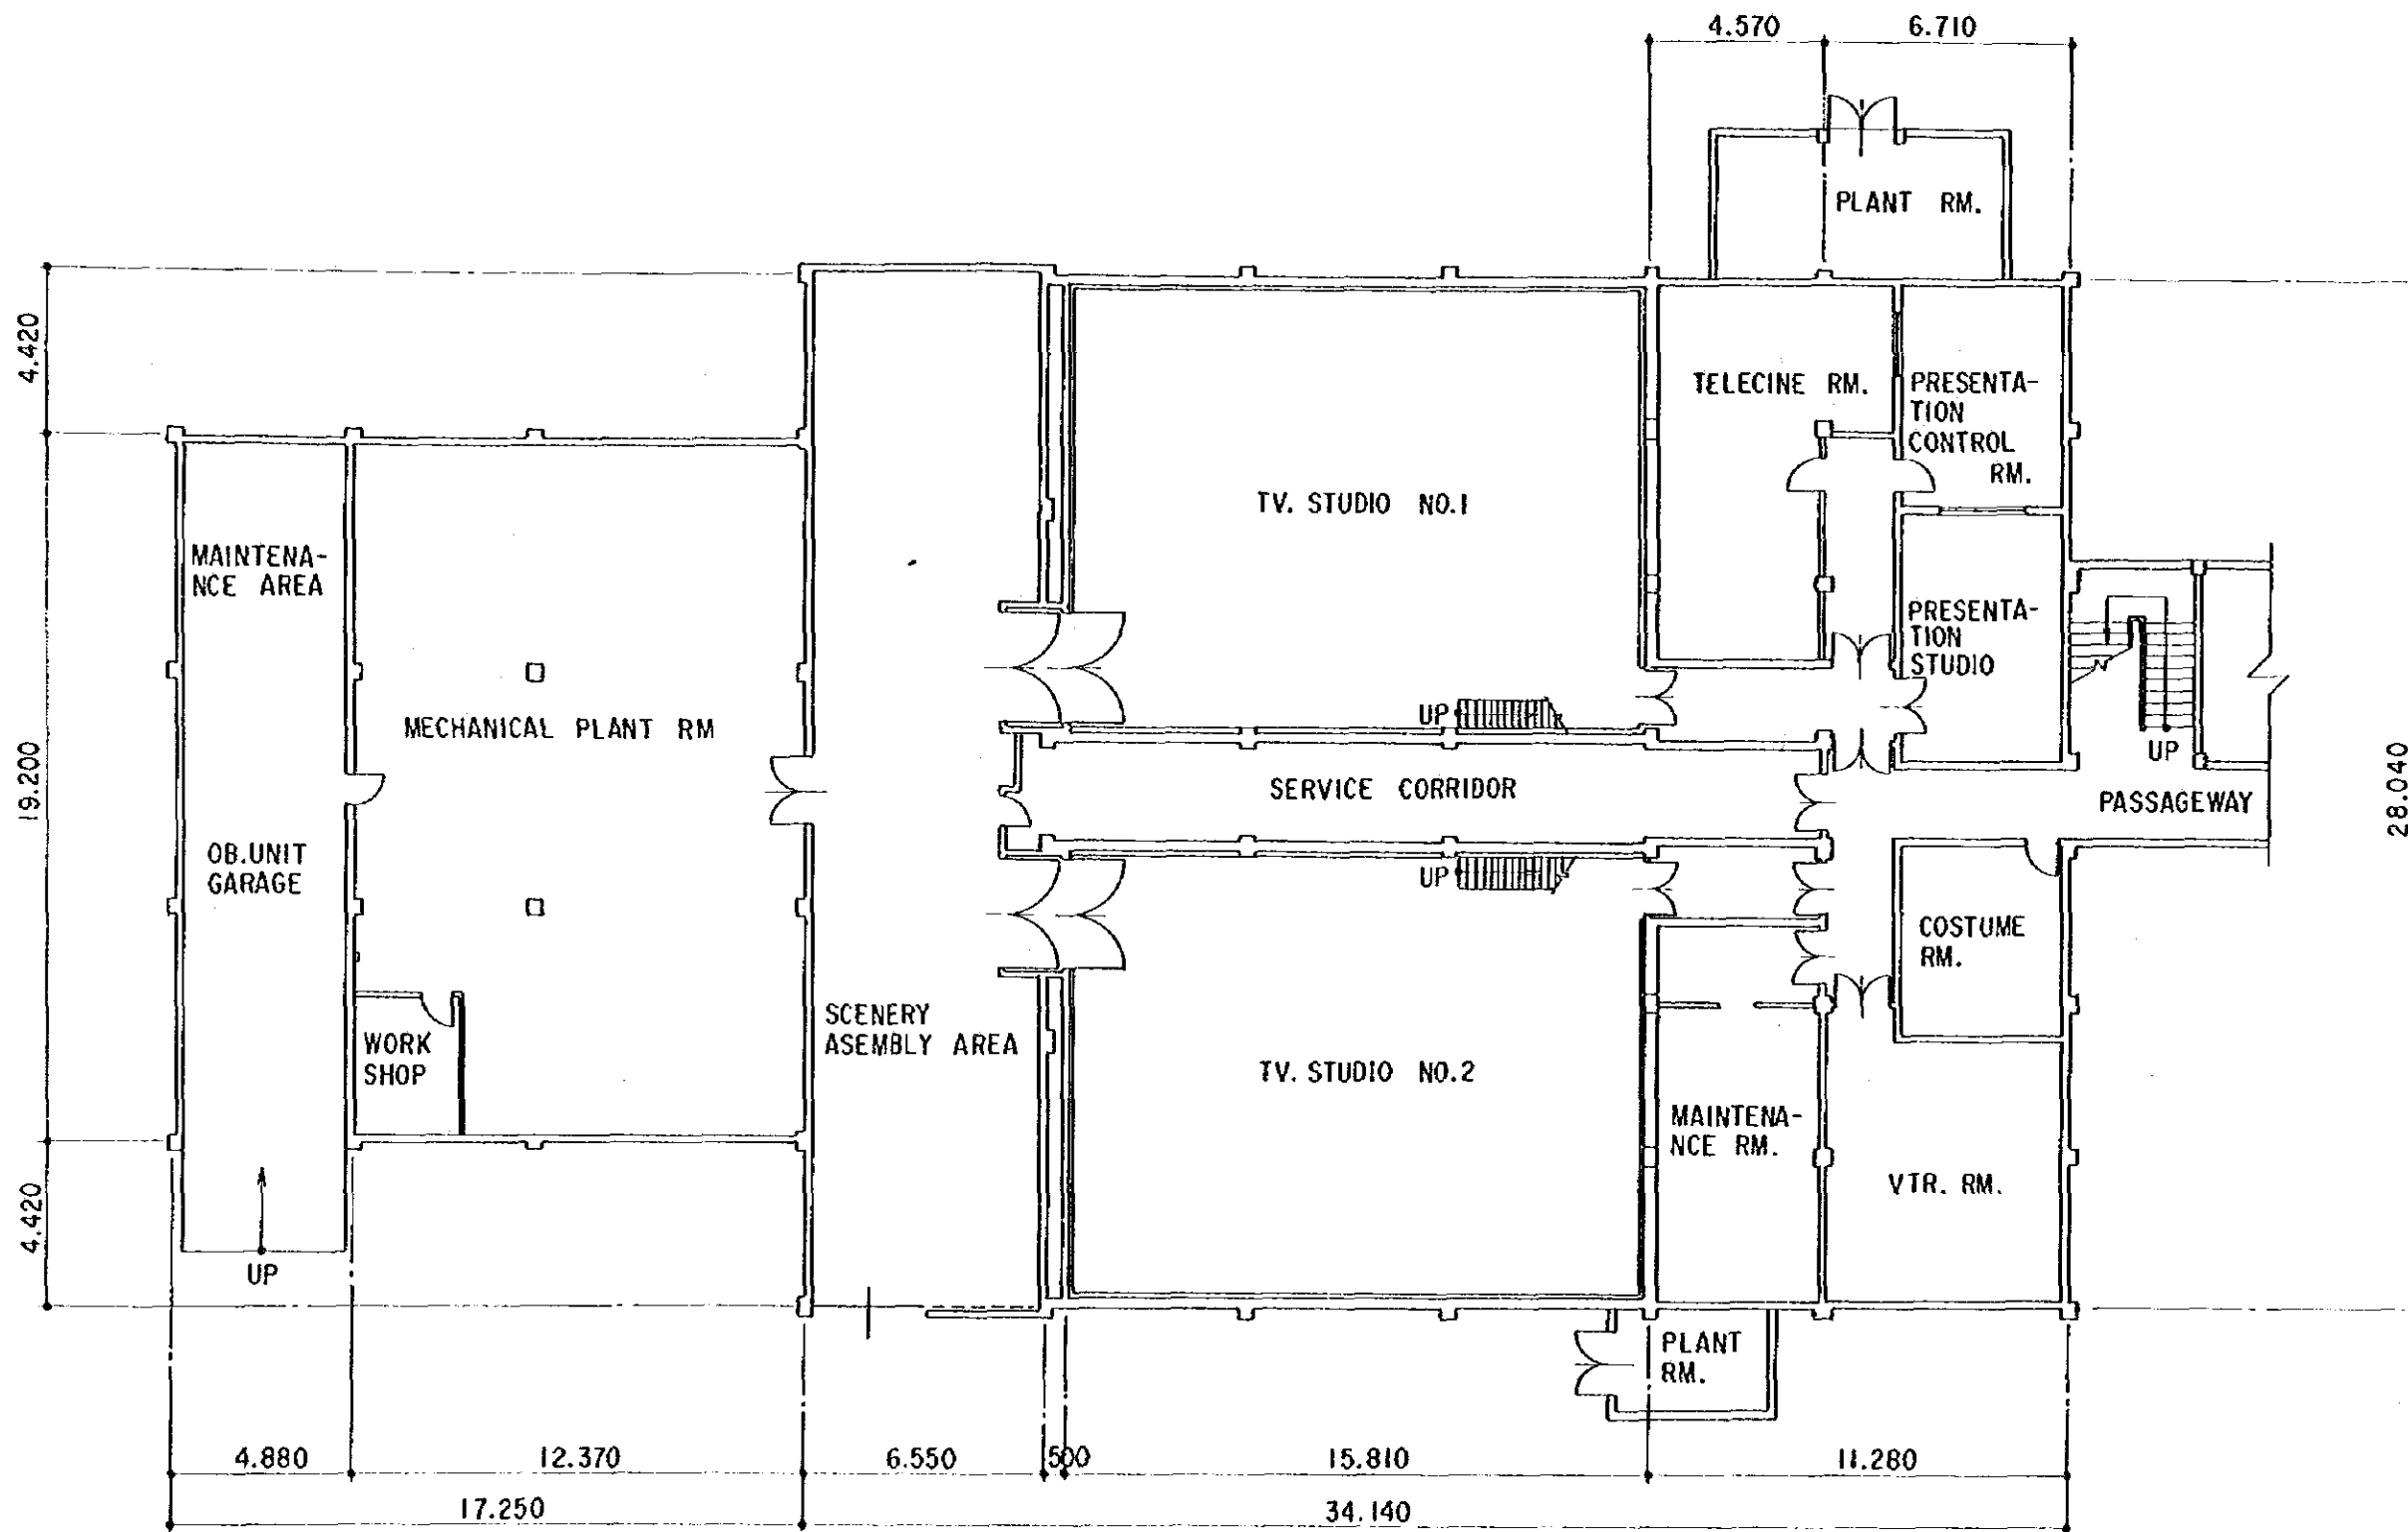 4.570
6.710
PLANT RM.
4.420
TELECINE RM.
PRESENTA-
TION
CONTROL
RM.
TV. STUDIO NO.1
MAINTENA-
NCE AREA
PRESENTA-
TION
STUDIO
MECHANICAL PLANT RM
UP
UP
19.200
SERVICE CORRIDOR
PASSAGEWAY
28.040
OB.UNIT
GARAGE
UP
COSTUME
RM.
SCENERY
ASEMBLY AREA
WORK
SHOP
TV. STUDIO NO.2
MAINTENA-
NCE RM.
VTR. RM.
4.420
UP
PLANT
RM.
4.880
12.370
6.550
500
15.810
11.280
17.250
34.140